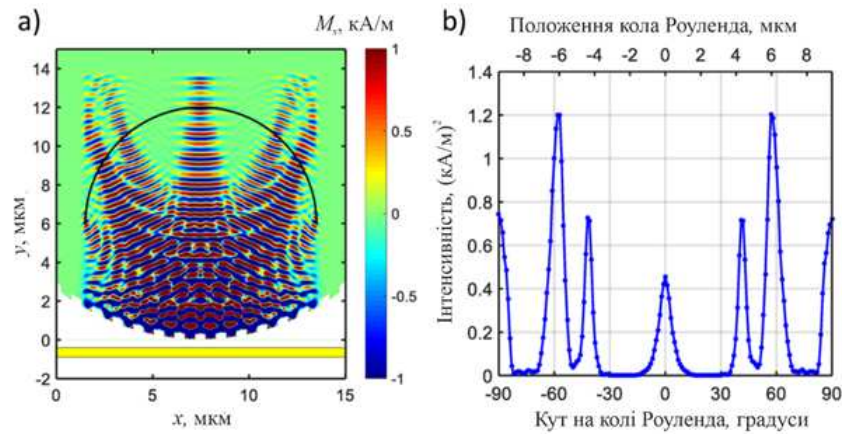 a)
M_x, кА/м
14
12
10
8
6
4
2
0
-2
y, мкм
0 5 10 15
x, мкм
1
0.5
0
-0.5
-1
b)
Положення кола Роуленда, мкм
-8 -6 -4 -2 0 2 4 6 8
1.4
1.2
1
0.8
0.6
0.4
0.2
0
Інтенсивність, (кА/м)²
-90 -60 -30 0 30 60 90
Кут на колі Роуленда, градуси